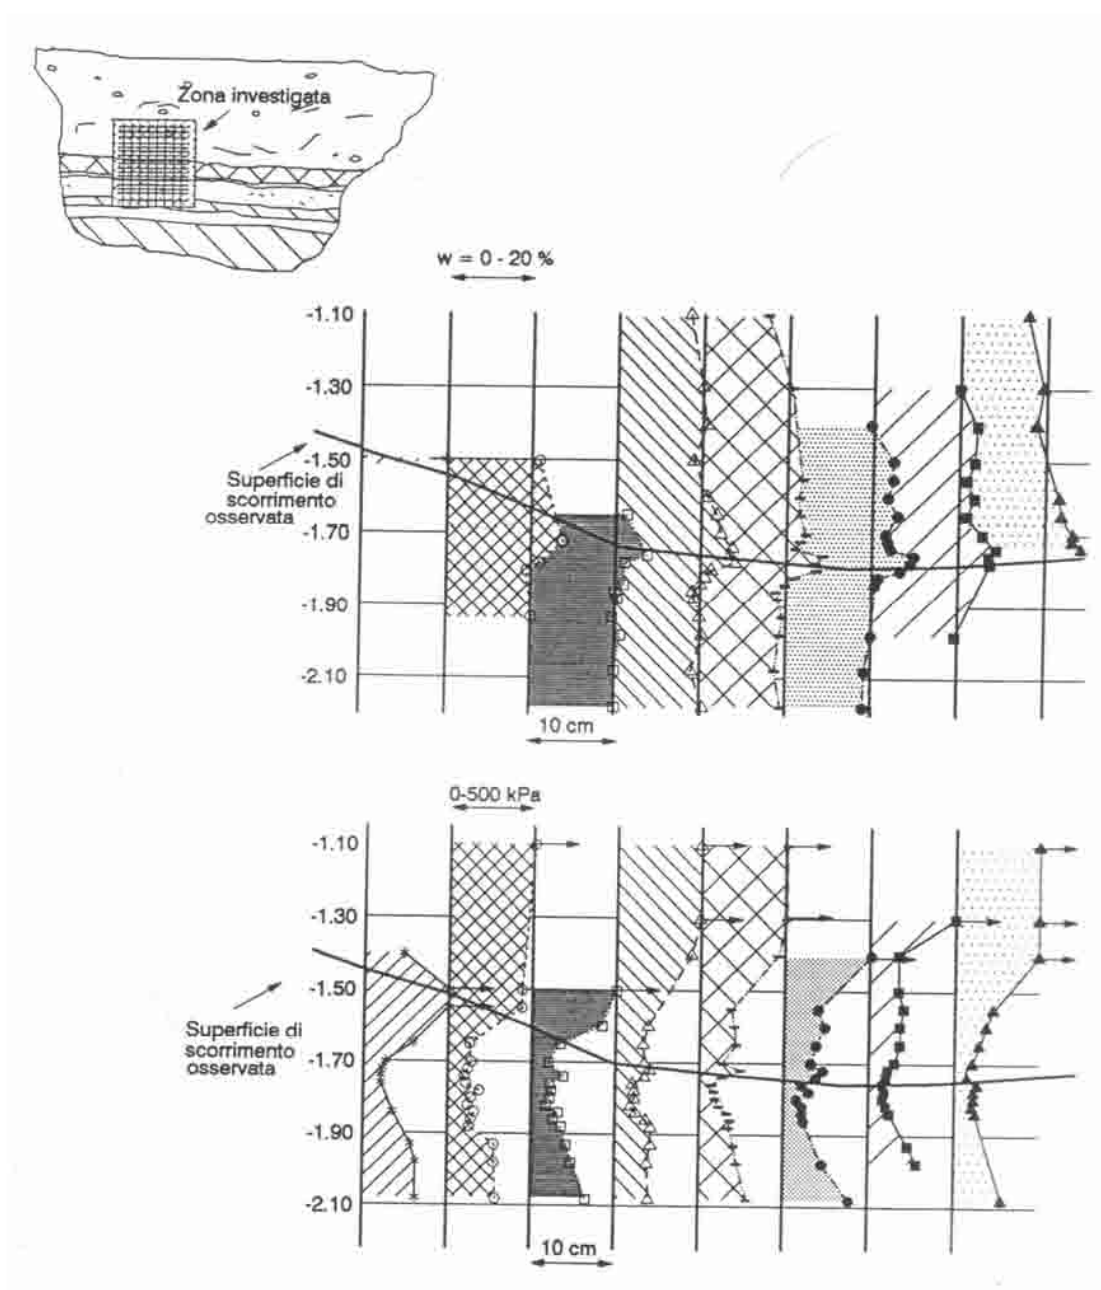 Zona investigata
w = 0 - 20 %
-1.10
-1.30
-1.50
-1.70
-1.90
-2.10
Superficie di
scorrimento
osservata
10 cm
0-500 kPa
-1.10
-1.30
-1.50
-1.70
-1.90
-2.10
Superficie di
scorrimento
osservata
10 cm